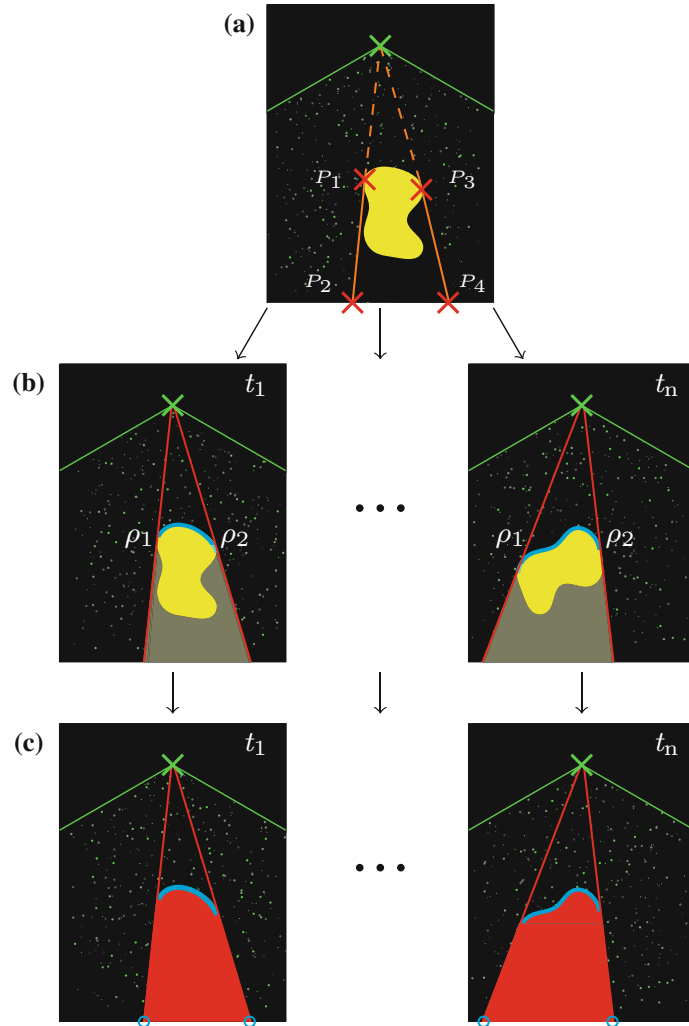 (a)
P₁ P₃
P₂ P₄
(b) t₁ tₙ
ρ₁ ρ₂ ... ρ₁ ρ₂
(c) t₁ tₙ
...